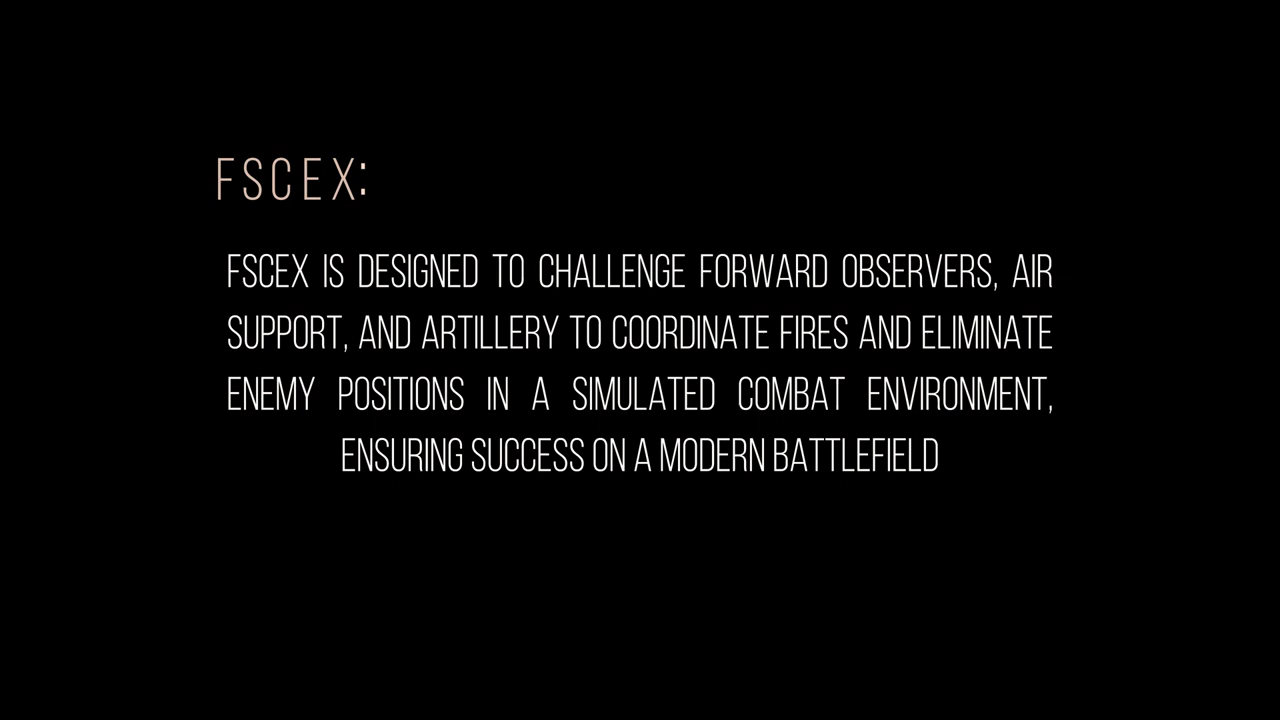 FSCEX:
FSCEX IS DESIGNED TO CHALLENGE FORWARD OBSERVERS, AIR
SUPPORT, AND ARTILLERY TO COORDINATE FIRES AND ELIMINATE
ENEMY POSITIONS IN A SIMULATED COMBAT ENVIRONMENT,
ENSURING SUCCESS ON A MODERN BATTLEFIELD